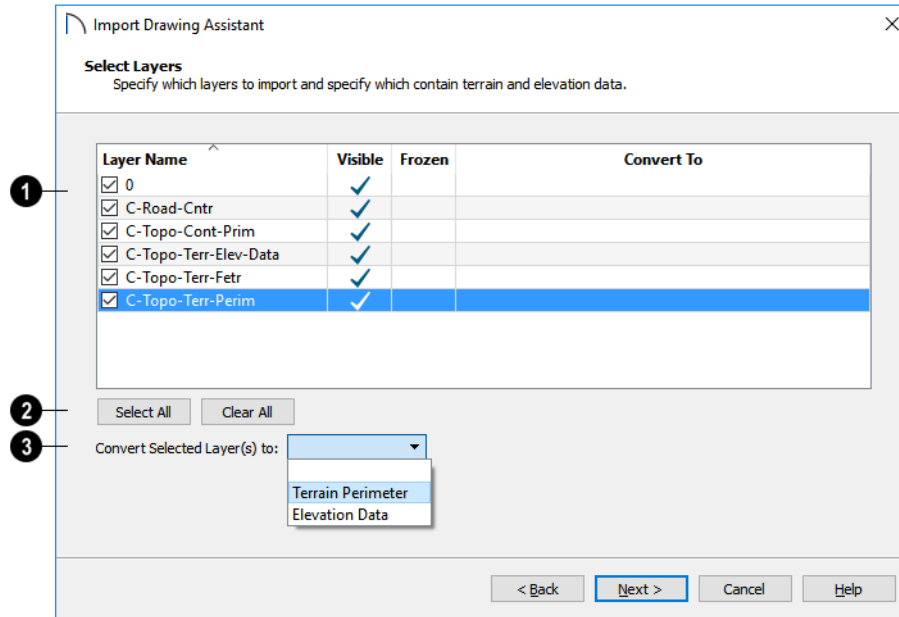 Import Drawing Assistant
Select Layers
Specify which layers to import and specify which contain terrain and elevation data.
Layer Name Visible Frozen Convert To
1
0
C-Road-Cntr
C-Topo-Cont-Prim
C-Topo-Terr-Elev-Data
C-Topo-Terr-Fetr
C-Topo-Terr-Perim
2 Select All Clear All
3 Convert Selected Layer(s) to:
Terrain Perimeter
Elevation Data
< Back Next > Cancel Help